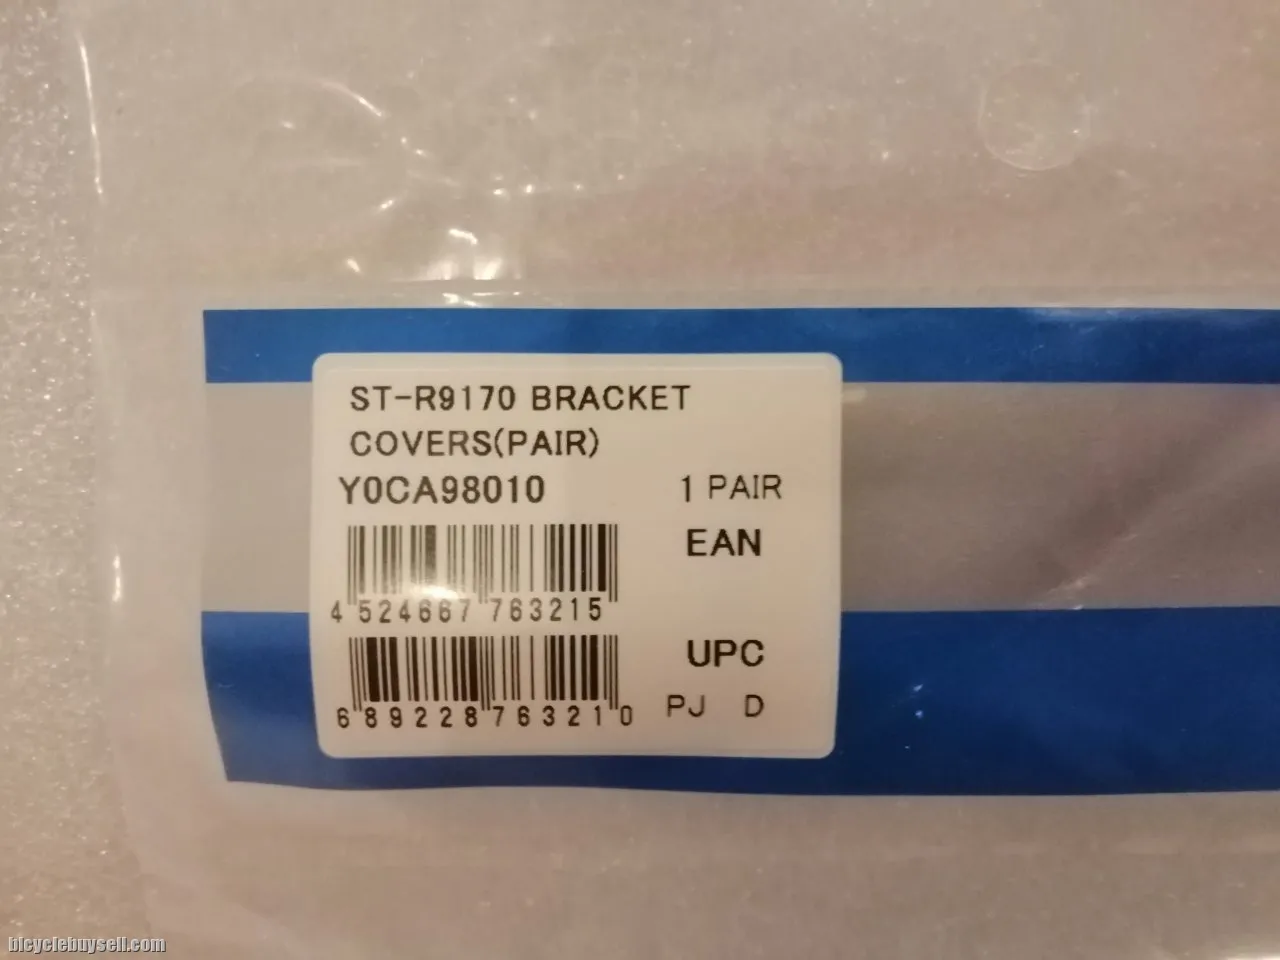 ST-R9170 BRACKET
COVERS(PAIR)
Y0CA98010 1 PAIR
EAN
4 524667 763215
UPC
6 89228 76321 0
PJ D
bicyclebuysell.com